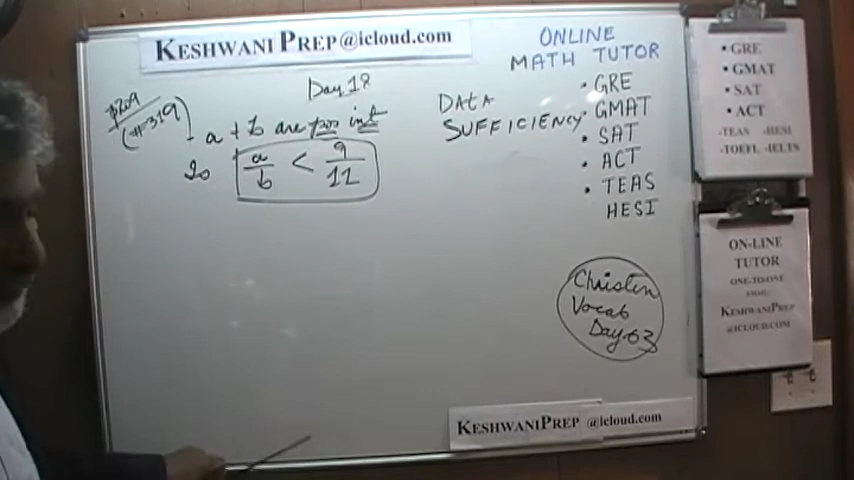 KESHWANI PREP@icloud.com
Day 18
$209
(#319)
- a + b are pos int
Is a/b < 9/11
DATA
SUFFICIENCY
ONLINE
MATH TUTOR
• GRE
• GMAT
• SAT
• ACT
• TEAS
HESI
Christen
Vocab
Day 63
KESHWANIPREP @icloud.com
• GRE
• GMAT
• SAT
• ACT
-TEAS -HESI
-TOEFL -IELTS
ON-LINE
TUTOR
ONE-TO-ONE
EMAIL:
KESHWANIPREP
@ICLOUD.COM